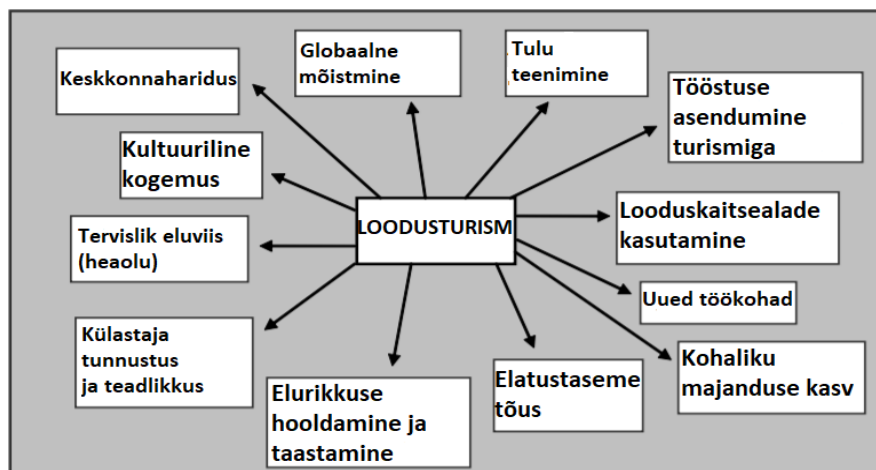 Keskkonnaharidus
Globaalne
mõistmine
Tulu
teenimine
Tööstuse
asendumine
turismiga
Kultuuriline
kogemus
LOODUSTURISM
Looduskaitsealade
kasutamine
Tervislik eluviis
(heaolu)
Uued töökohad
Külastaja
tunnustus
ja teadlikkus
Elurikkuse
hooldamine ja
taastamine
Elatustaseme
tõus
Kohaliku
majanduse kasv